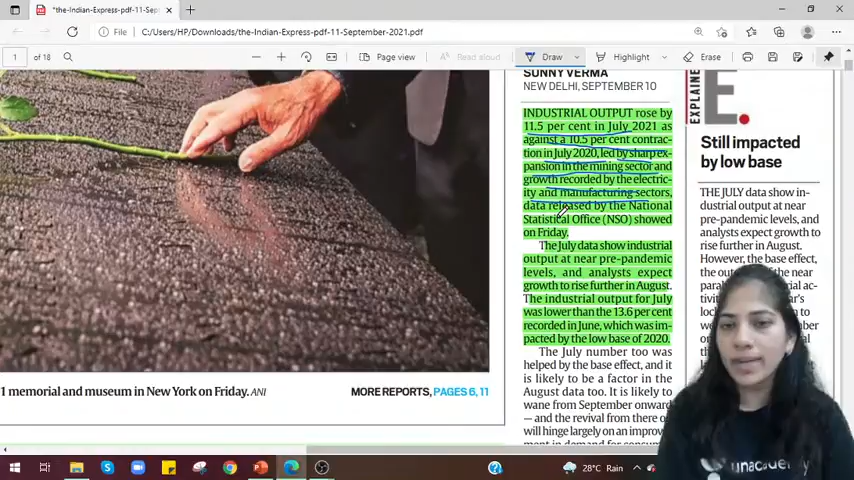 *the-Indian-Express-pdf-11-Sept
File
C:/Users/HP/Downloads/the-Indian-Express-pdf-11-September-2021.pdf
1 of 18
Page view
Read aloud
Draw
Highlight
Erase
SUNNY VERMA
NEW DELHI, SEPTEMBER 10
INDUSTRIAL OUTPUT rose by
11.5 per cent in July 2021 as
against a 10.5 per cent contrac-
tion in July 2020, led by sharp ex-
pansion in the mining sector and
growth recorded by the electric-
ity and manufacturing sectors,
data released by the National
Statistical Office (NSO) showed
on Friday.
The July data show industrial
output at near pre-pandemic
levels, and analysts expect
growth to rise further in August.
The industrial output for July
was lower than the 13.6 per cent
recorded in June, which was im-
pacted by the low base of 2020.
The July number too was
helped by the base effect, and it
is likely to be a factor in the
August data too. It is likely to
wane from September onward
— and the revival from there
will hinge largely on an improve-
ment in demand for consum
EXPLAINED
E.
Still impacted
by low base
THE JULY data show in-
dustrial output at near
pre-pandemic levels, and
analysts expect growth to
rise further in August.
However, the base effect,
the near
1 memorial and museum in New York on Friday. ANI
MORE REPORTS, PAGES 6, 11
unacademy
28°C Rain